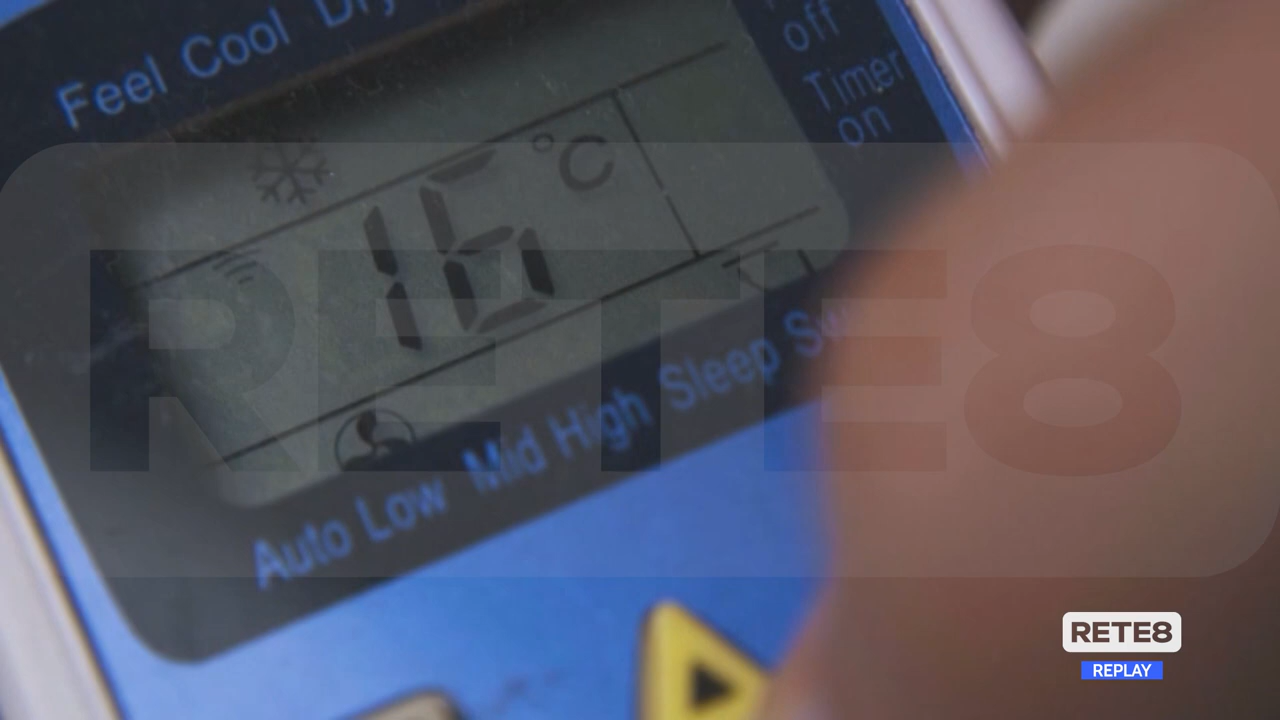 Feel Cool Dry
off
Timer
on
16 °C
Auto Low Mid High Sleep
RETE8
RETE8
REPLAY